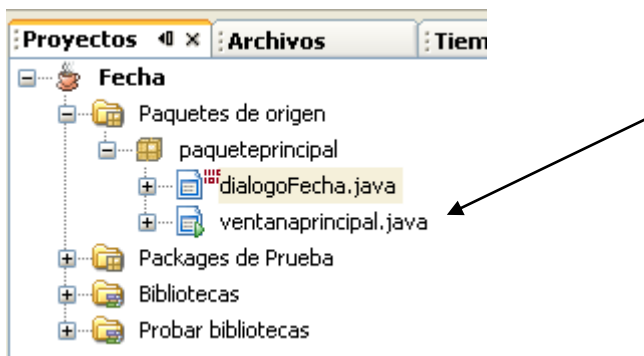 Proyectos Archivos Tiem
Fecha
Paquetes de origen
paqueteprincipal
dialogoFecha.java
ventanaprincipal.java
Packages de Prueba
Bibliotecas
Probar bibliotecas